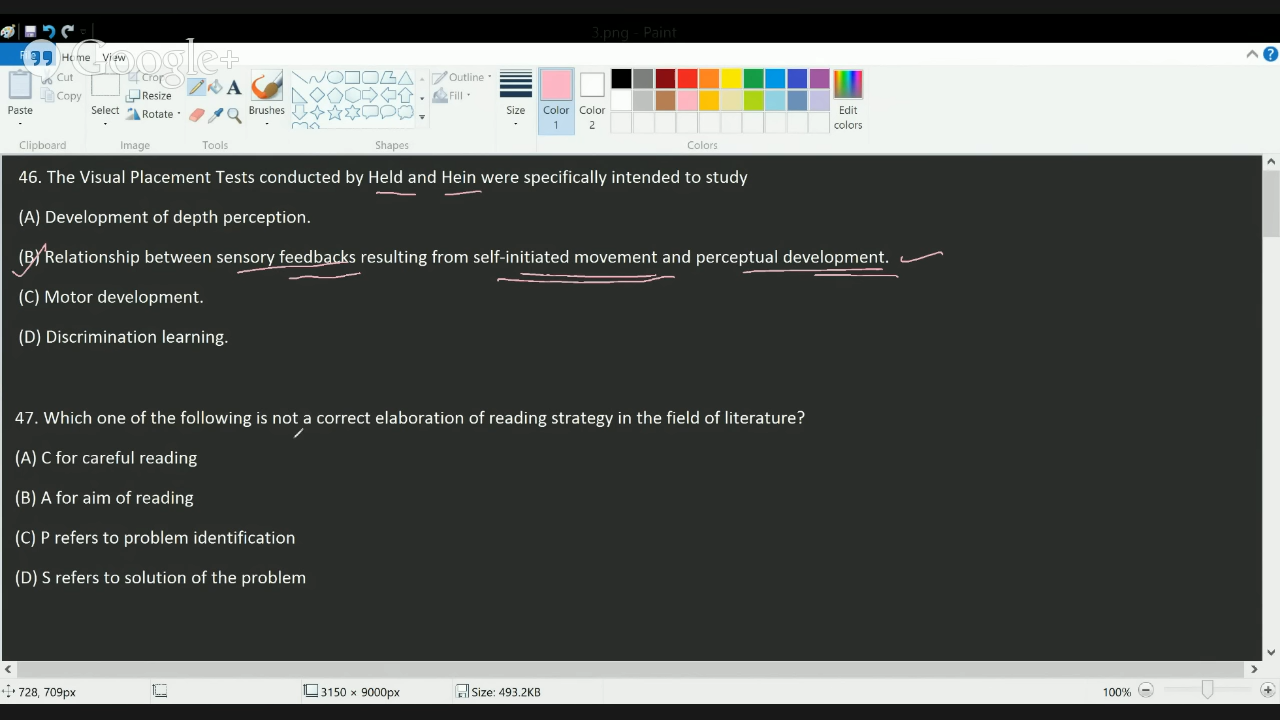 3.png - Paint
Google+
File Home View
Cut Crop Outline
Copy Resize Fill
Paste Select Rotate Brushes Size Color 1 Color 2 Edit colors
Clipboard Image Tools Shapes Colors
46. The Visual Placement Tests conducted by Held and Hein were specifically intended to study
(A) Development of depth perception.
(B) Relationship between sensory feedbacks resulting from self-initiated movement and perceptual development.
(C) Motor development.
(D) Discrimination learning.
47. Which one of the following is not a correct elaboration of reading strategy in the field of literature?
(A) C for careful reading
(B) A for aim of reading
(C) P refers to problem identification
(D) S refers to solution of the problem
728, 709px 3150 × 9000px Size: 493.2KB 100%